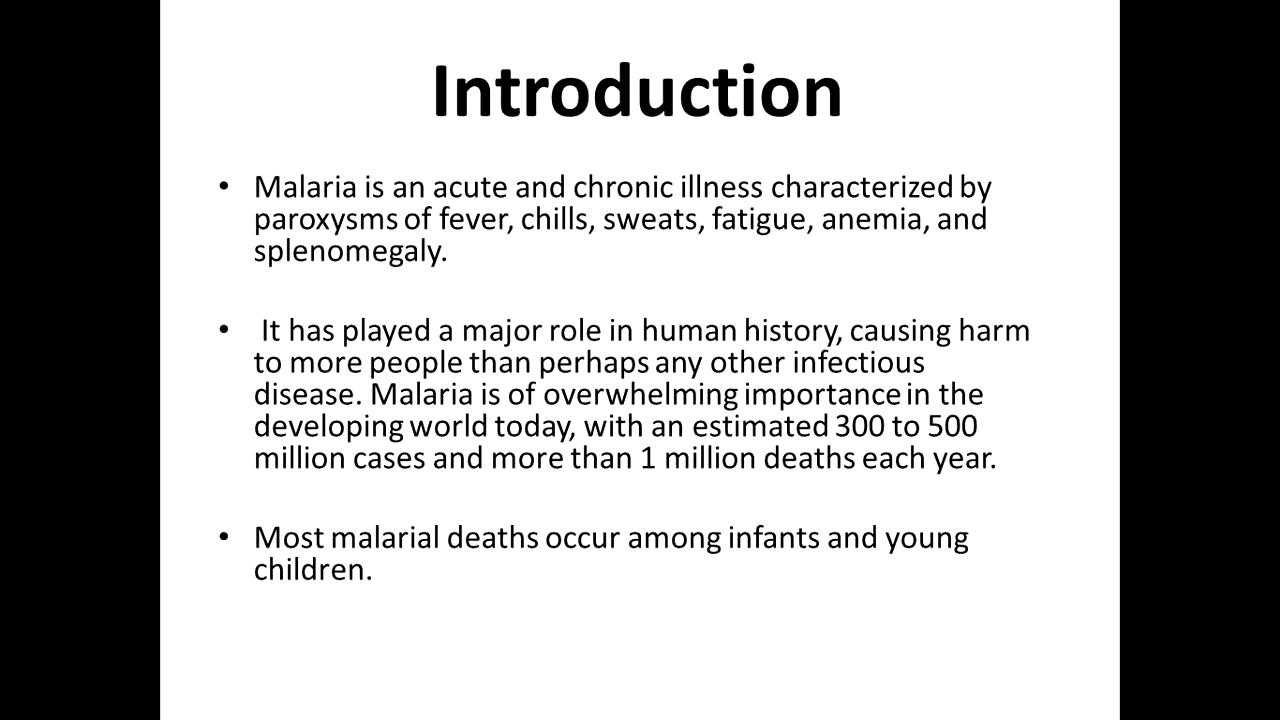 Introduction
• Malaria is an acute and chronic illness characterized by
paroxysms of fever, chills, sweats, fatigue, anemia, and
splenomegaly.
• It has played a major role in human history, causing harm
to more people than perhaps any other infectious
disease. Malaria is of overwhelming importance in the
developing world today, with an estimated 300 to 500
million cases and more than 1 million deaths each year.
• Most malarial deaths occur among infants and young
children.